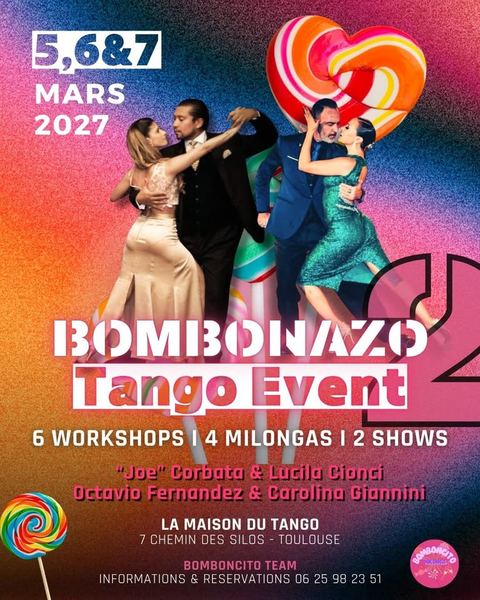 5,6&7
MARS
2027
2
BOMBONAZO
Tango Event
6 WORKSHOPS I 4 MILONGAS I 2 SHOWS
“Joe” Corbata & Lucila Cionci
Octavio Fernandez & Carolina Giannini
LA MAISON DU TANGO
7 CHEMIN DES SILOS - TOULOUSE
BOMBONCITO TEAM
INFORMATIONS & RESERVATIONS 06 25 98 23 51
BOMBONCITO